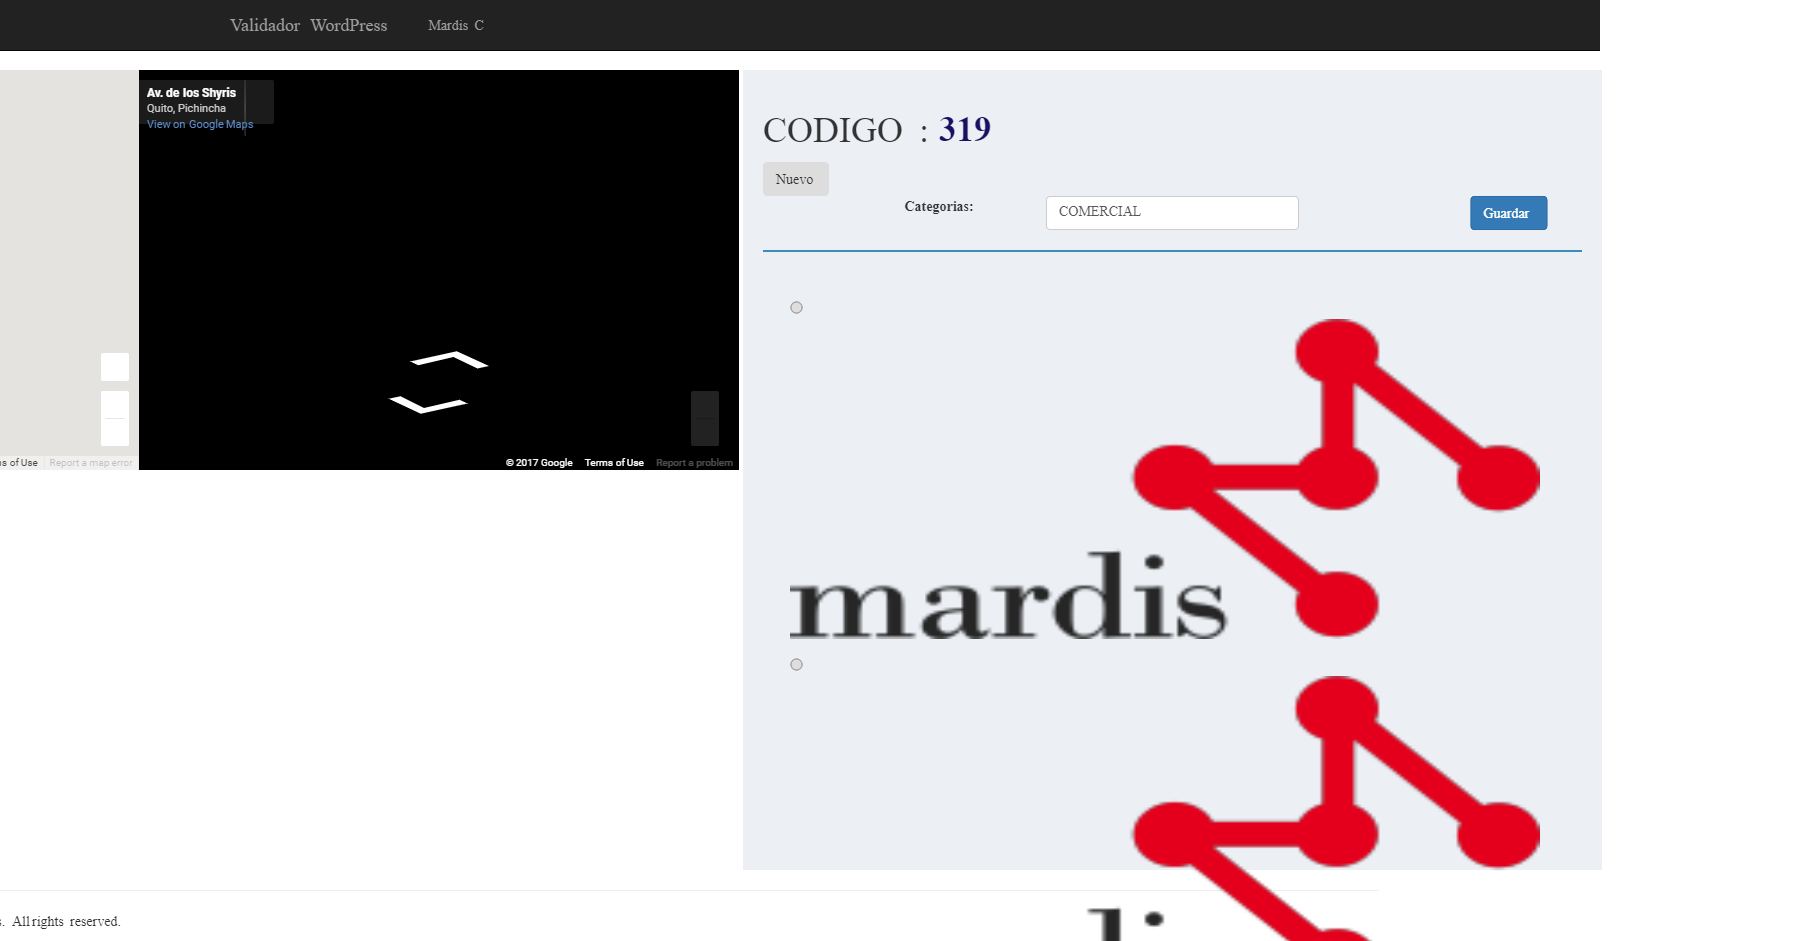 Validador WordPress
Mardis C
Av. de los Shyris
Quito, Pichincha
View on Google Maps
s of Use
Report a map error
© 2017 Google
Terms of Use
Report a problem
CODIGO : 319
Nuevo
Categorias:
COMERCIAL
Guardar
mardis
s. All rights reserved.